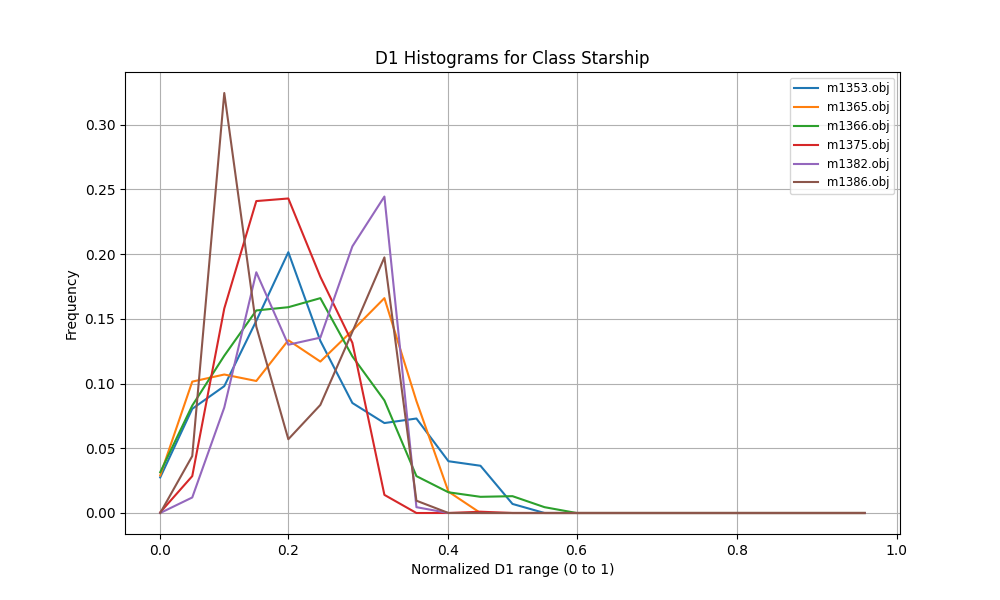 D1 Histograms for Class Starship
m1353.obj
m1365.obj
m1366.obj
m1375.obj
m1382.obj
m1386.obj
Frequency
0.30
0.25
0.20
0.15
0.10
0.05
0.00
0.0 0.2 0.4 0.6 0.8 1.0
Normalized D1 range (0 to 1)